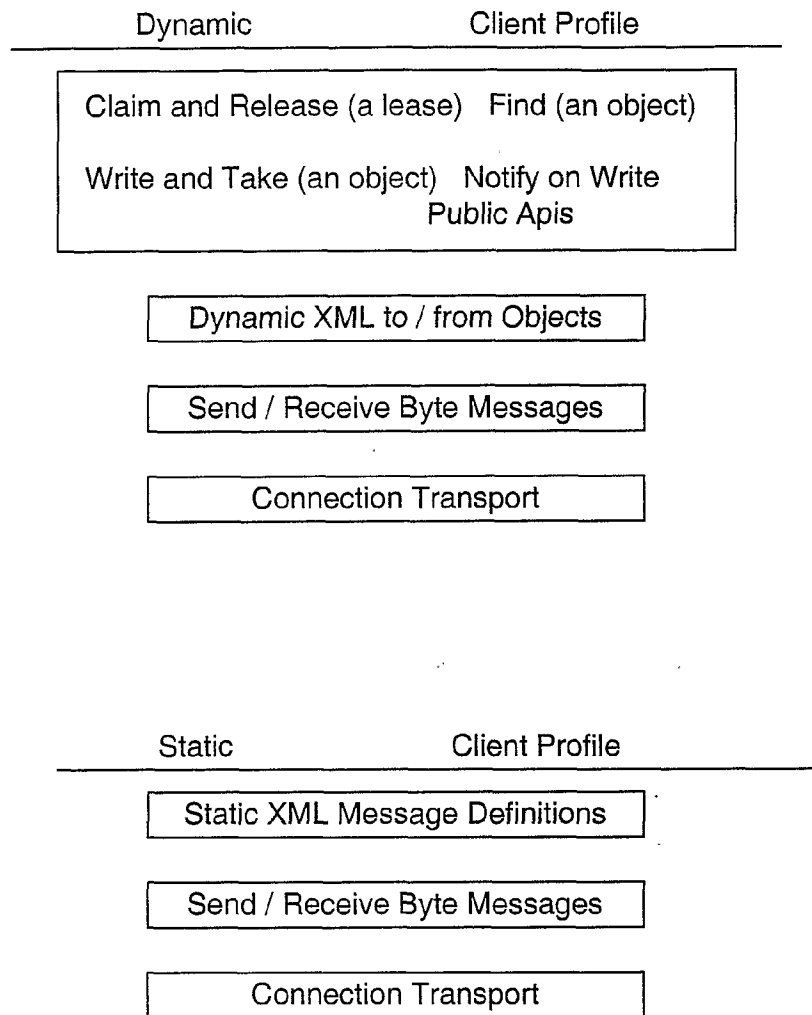 Dynamic Client Profile
Claim and Release (a lease) Find (an object)
Write and Take (an object) Notify on Write
Public Apis
Dynamic XML to / from Objects
Send / Receive Byte Messages
Connection Transport
Static Client Profile
Static XML Message Definitions
Send / Receive Byte Messages
Connection Transport